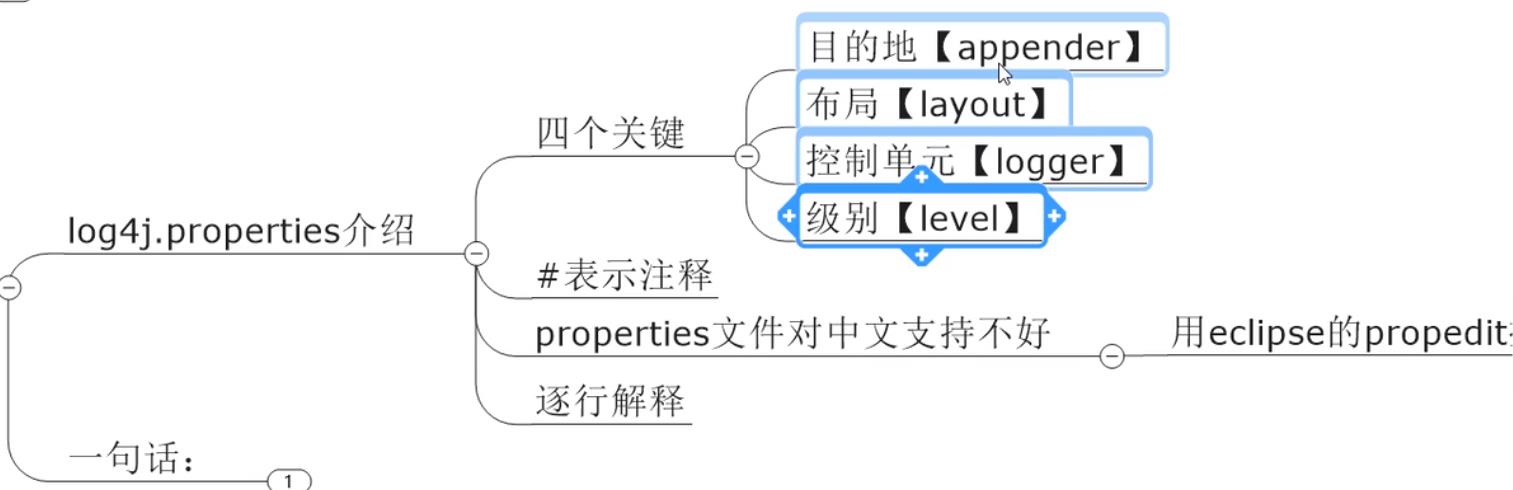 目的地【appender】
布局【layout】
四个关键
控制单元【logger】
级别【level】
log4j.properties介绍
#表示注释
properties文件对中文支持不好
用eclipse的propedit
逐行解释
一句话：
1